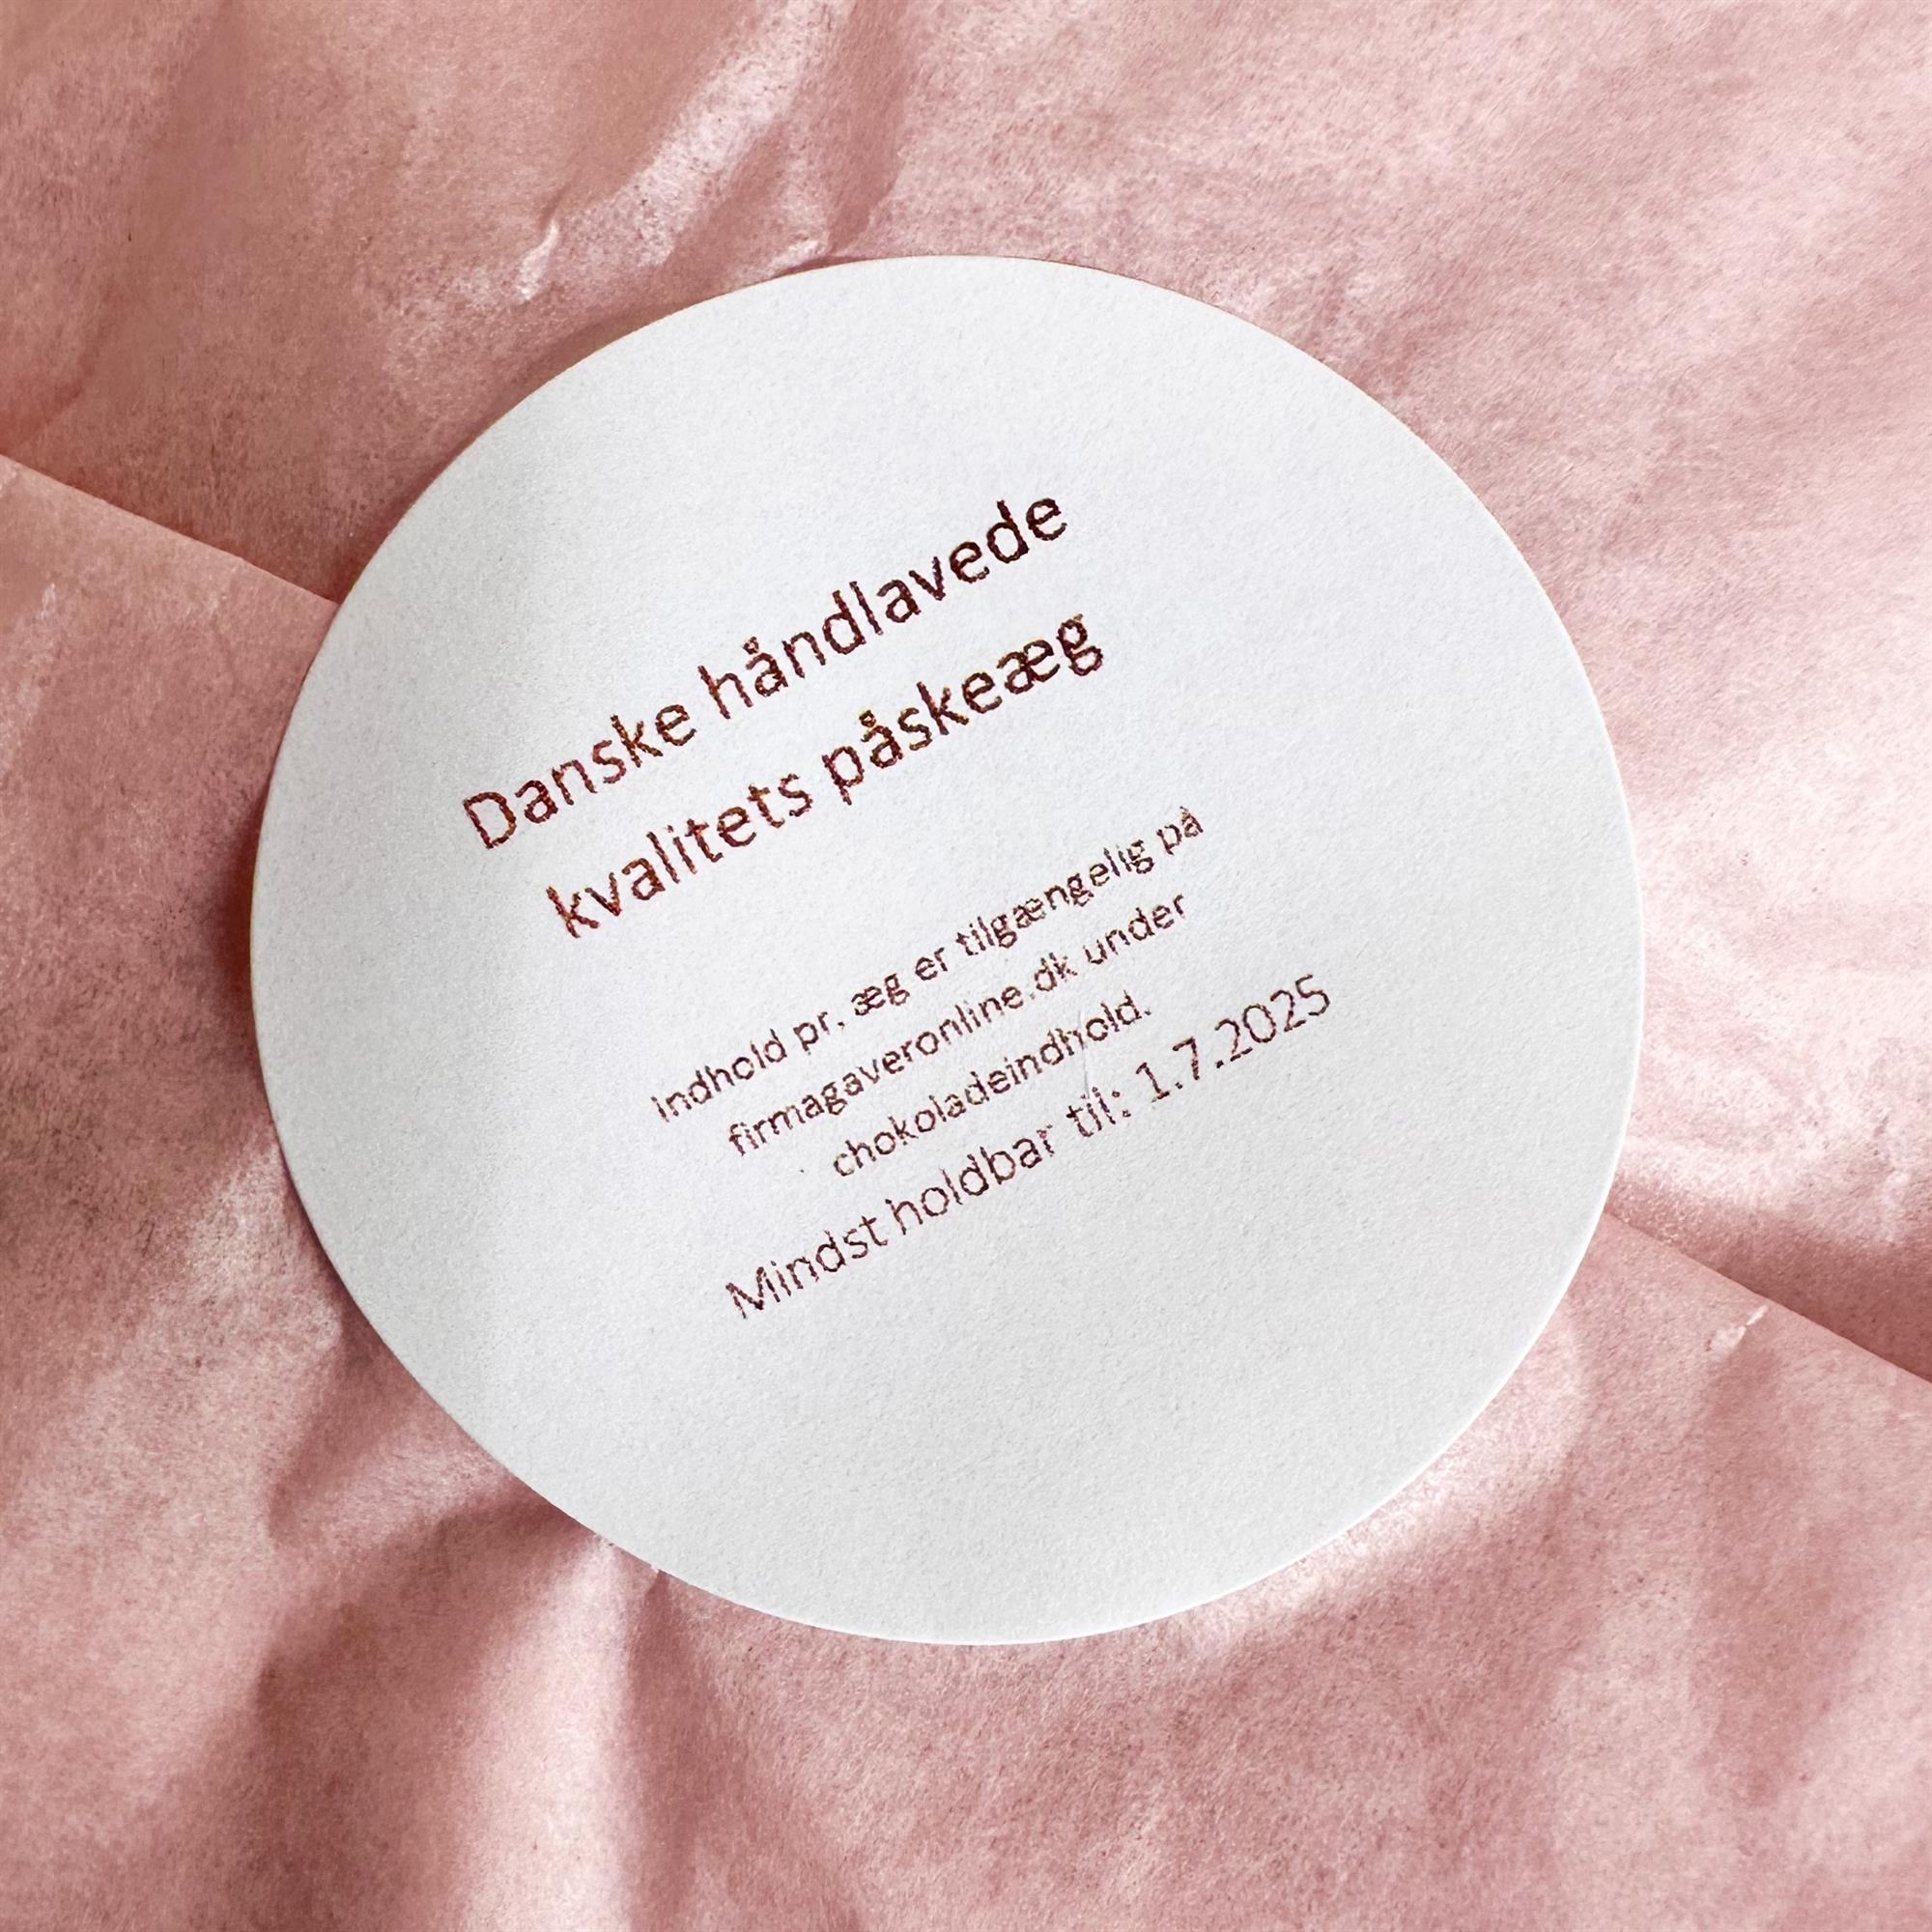 Danske håndlavede
kvalitets påskeæg
Indhold pr. æg er tilgængelig på
firmagaveronline.dk under
chokoladeindhold.
Mindst holdbar til: 1.7.2025